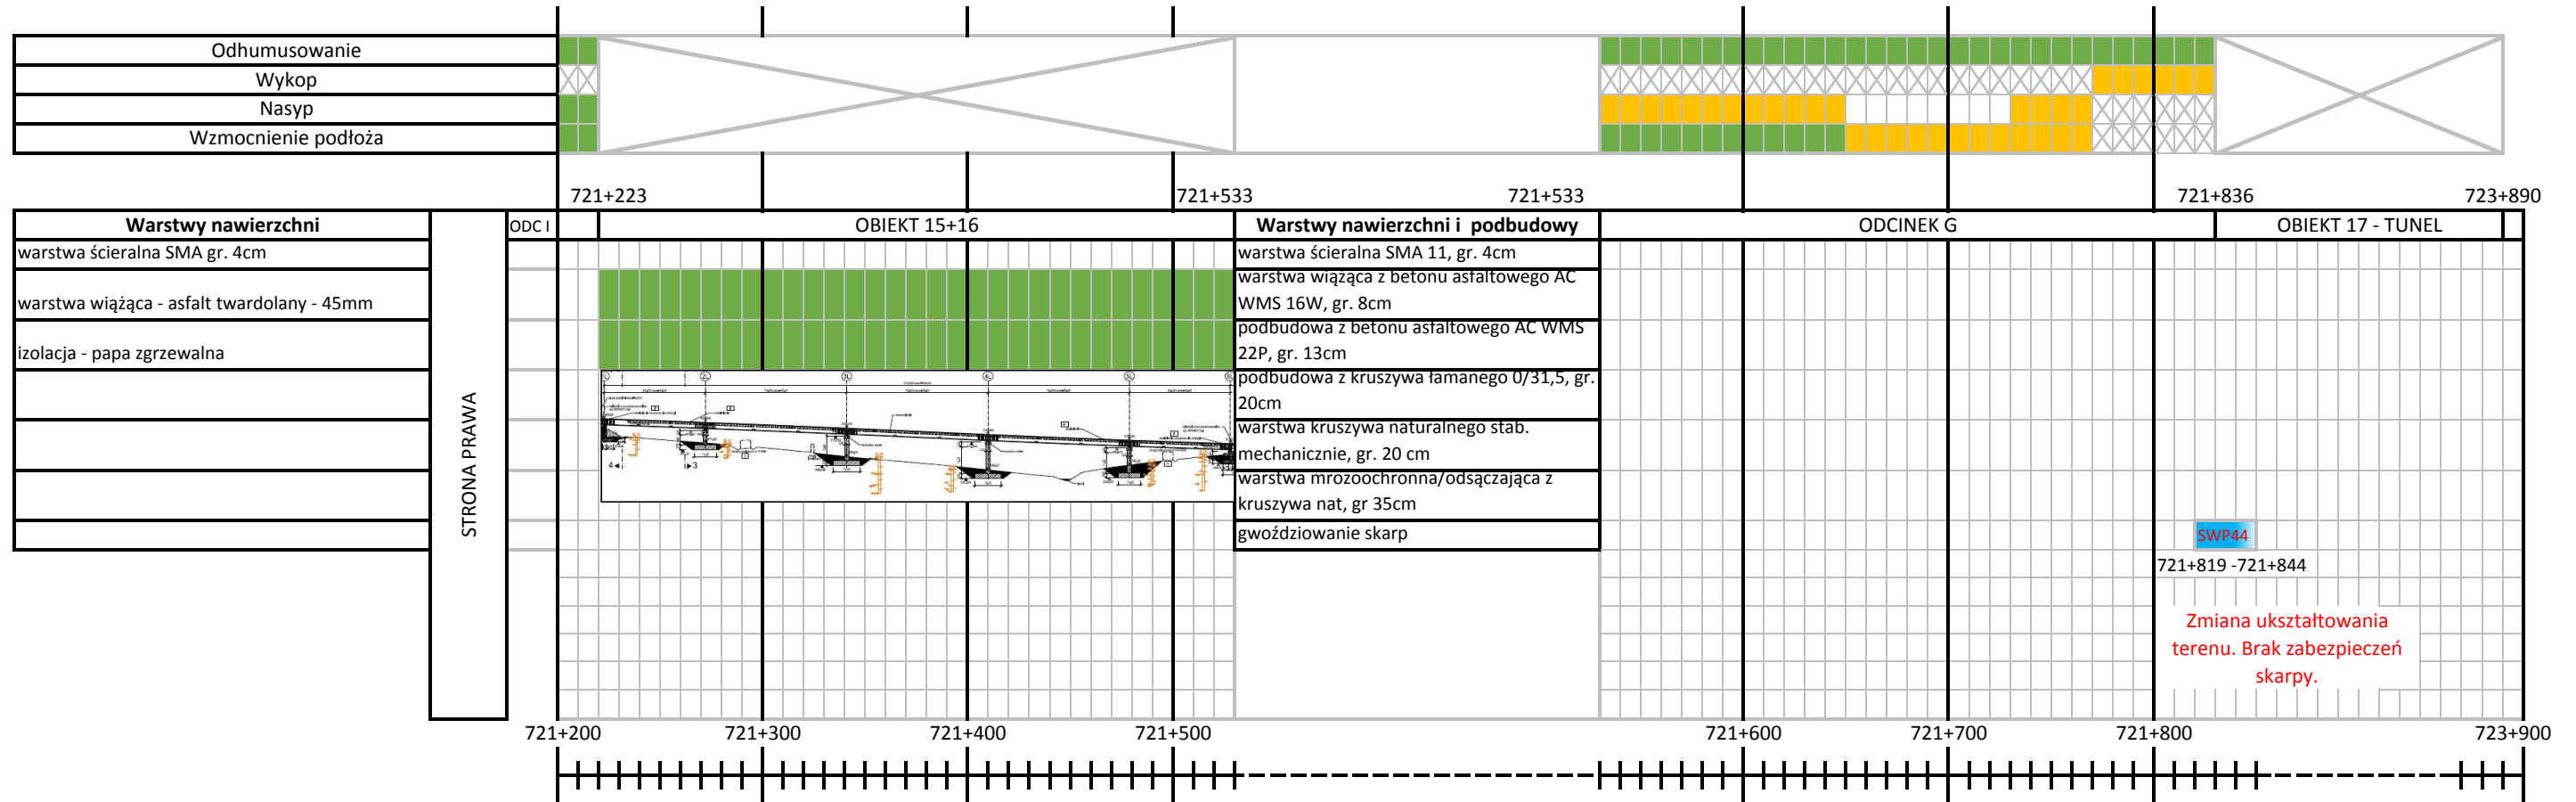 Odhumusowanie
Wykop
Nasyp
Wzmocnienie podłoża
721+223
721+533
721+533
721+836
723+890
Warstwy nawierzchni
ODC I
OBIEKT 15+16
Warstwy nawierzchni i podbudowy
ODCINEK G
OBIEKT 17 - TUNEL
warstwa ścieralna SMA gr. 4cm
warstwa wiążąca - asfalt twardolany - 45mm
izolacja - papa zgrzewalna
STRONA PRAWA
warstwa ścieralna SMA 11, gr. 4cm
warstwa wiążąca z betonu asfaltowego AC
WMS 16W, gr. 8cm
podbudowa z betonu asfaltowego AC WMS
22P, gr. 13cm
podbudowa z kruszywa łamanego 0/31,5, gr.
20cm
warstwa kruszywa naturalnego stab.
mechanicznie, gr. 20 cm
warstwa mrozoochronna/odsączająca z
kruszywa nat, gr 35cm
gwoździowanie skarp
SWP44
721+819 -721+844
Zmiana ukształtowania
terenu. Brak zabezpieczeń
skarpy.
721+200
721+300
721+400
721+500
721+600
721+700
721+800
723+900